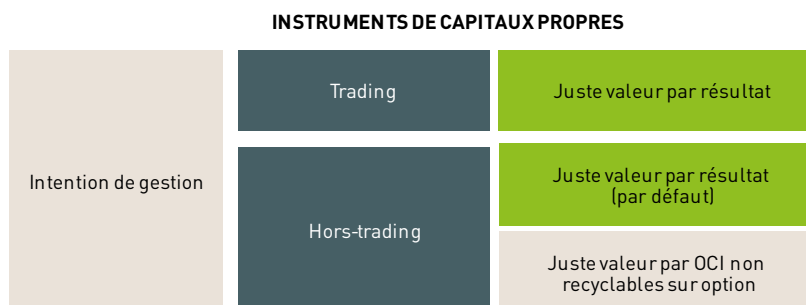 INSTRUMENTS DE CAPITAUX PROPRES
Intention de gestion
Trading
Juste valeur par résultat
Hors-trading
Juste valeur par résultat
(par défaut)
Juste valeur par OCI non
recyclables sur option